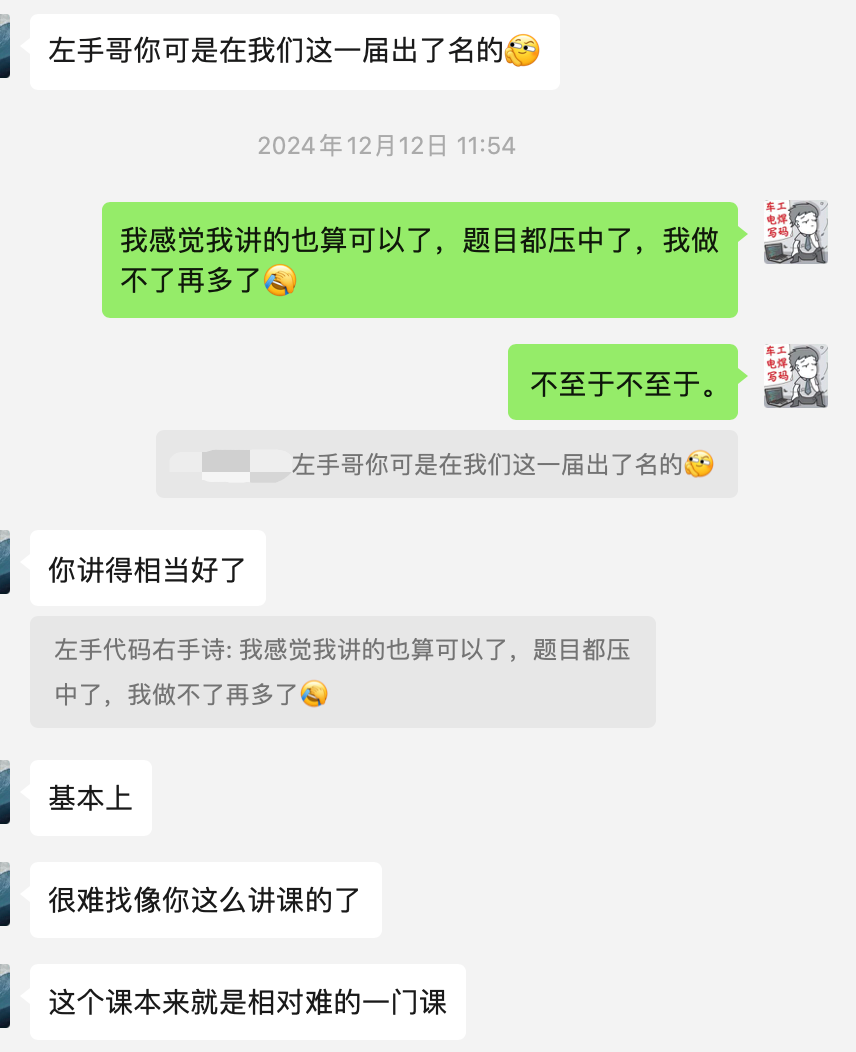 左手哥你可是在我们这一届出了名的
2024年12月12日 11:54
车工
电焊
写码
我感觉我讲的也算可以了，题目都压中了，我做
不了再多了
车工
电焊
写码
不至于不至于。
左手哥你可是在我们这一届出了名的
你讲得相当好了
左手代码右手诗: 我感觉我讲的也算可以了，题目都压
中了，我做不了再多了
基本上
很难找像你这么讲课的了
这个课本来就是相对难的一门课